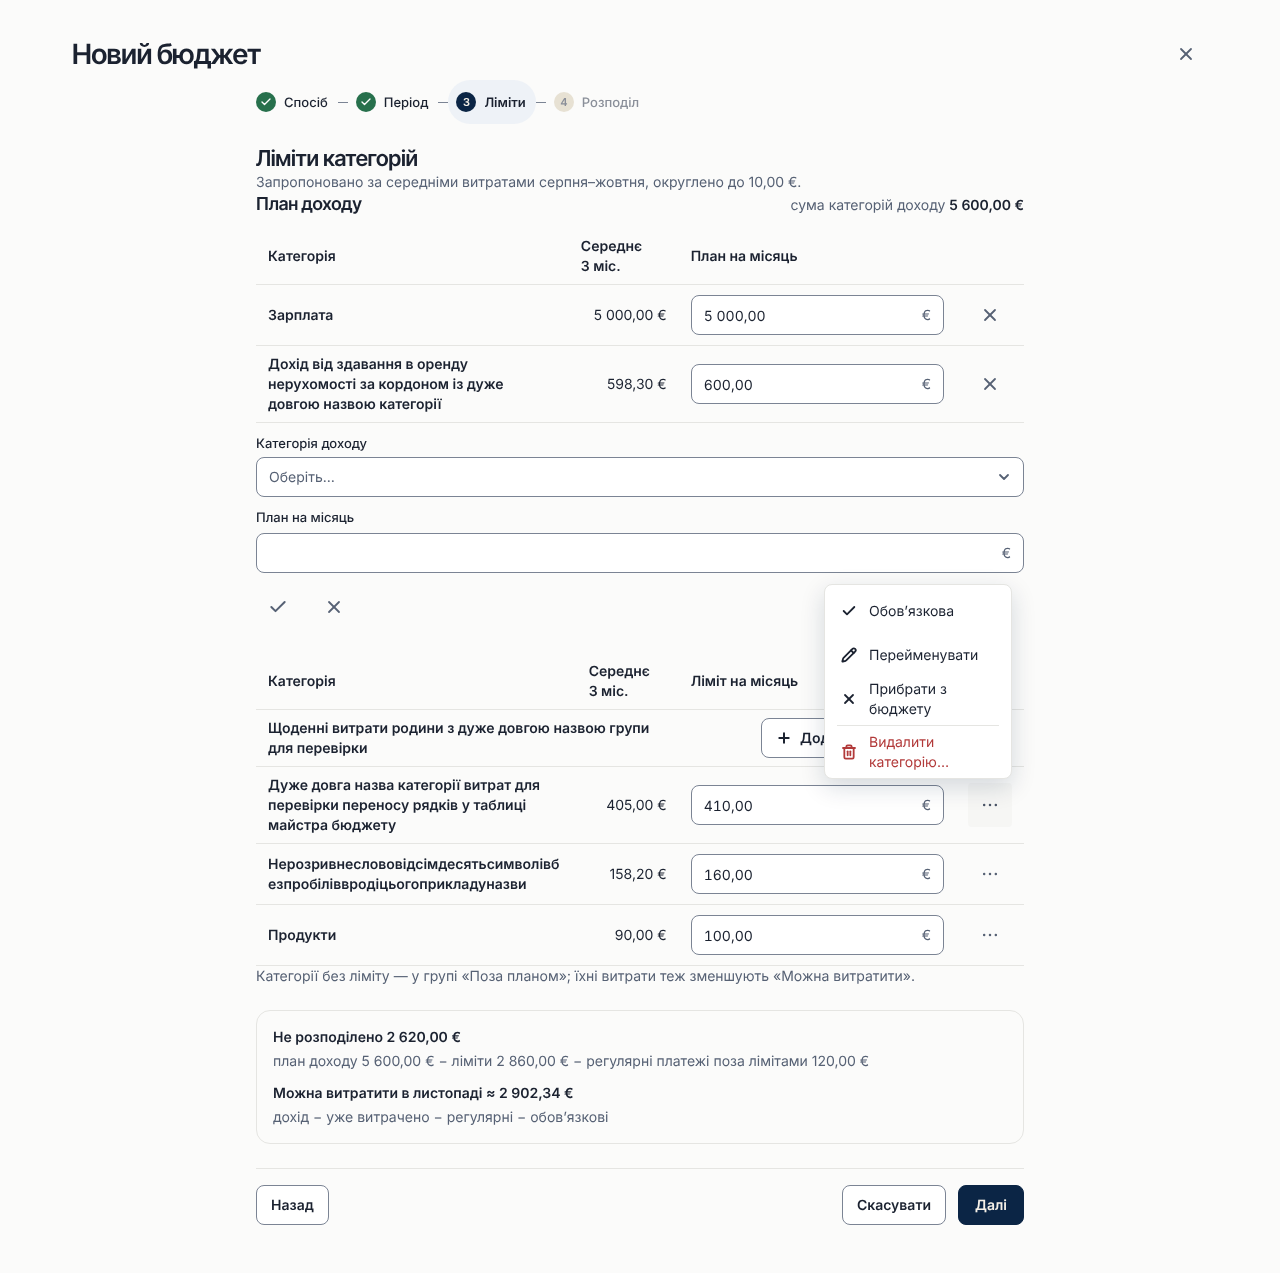 Новий бюджет
Спосіб
Період
3 Ліміти
4 Розподіл
Ліміти категорій
Запропоновано за середніми витратами серпня–жовтня, округлено до 10,00 €.
План доходу
сума категорій доходу 5 600,00 €
Категорія
Середнє
3 міс.
План на місяць
Зарплата
5 000,00 €
5 000,00 €
Дохід від здавання в оренду
нерухомості за кордоном із дуже
довгою назвою категорії
598,30 €
600,00 €
Категорія доходу
Оберіть...
План на місяць
€
Обов’язкова
Перейменувати
Прибрати з
бюджету
Видалити
категорію...
Категорія
Середнє
3 міс.
Ліміт на місяць
Щоденні витрати родини з дуже довгою назвою групи
для перевірки
Дуже довга назва категорії витрат для
перевірки переносу рядків у таблиці
майстра бюджету
405,00 €
410,00 €
Нерозривнеслововідсімдесятьсимволівб
езпробіліввродіцьогоприкладуназви
158,20 €
160,00 €
Продукти
90,00 €
100,00 €
Категорії без ліміту — у групі «Поза планом»; їхні витрати теж зменшують «Можна витратити».
Не розподілено 2 620,00 €
план доходу 5 600,00 € − ліміти 2 860,00 € − регулярні платежі поза лімітами 120,00 €
Можна витратити в листопаді ≈ 2 902,34 €
дохід − уже витрачено − регулярні − обов’язкові
Назад
Скасувати
Далі